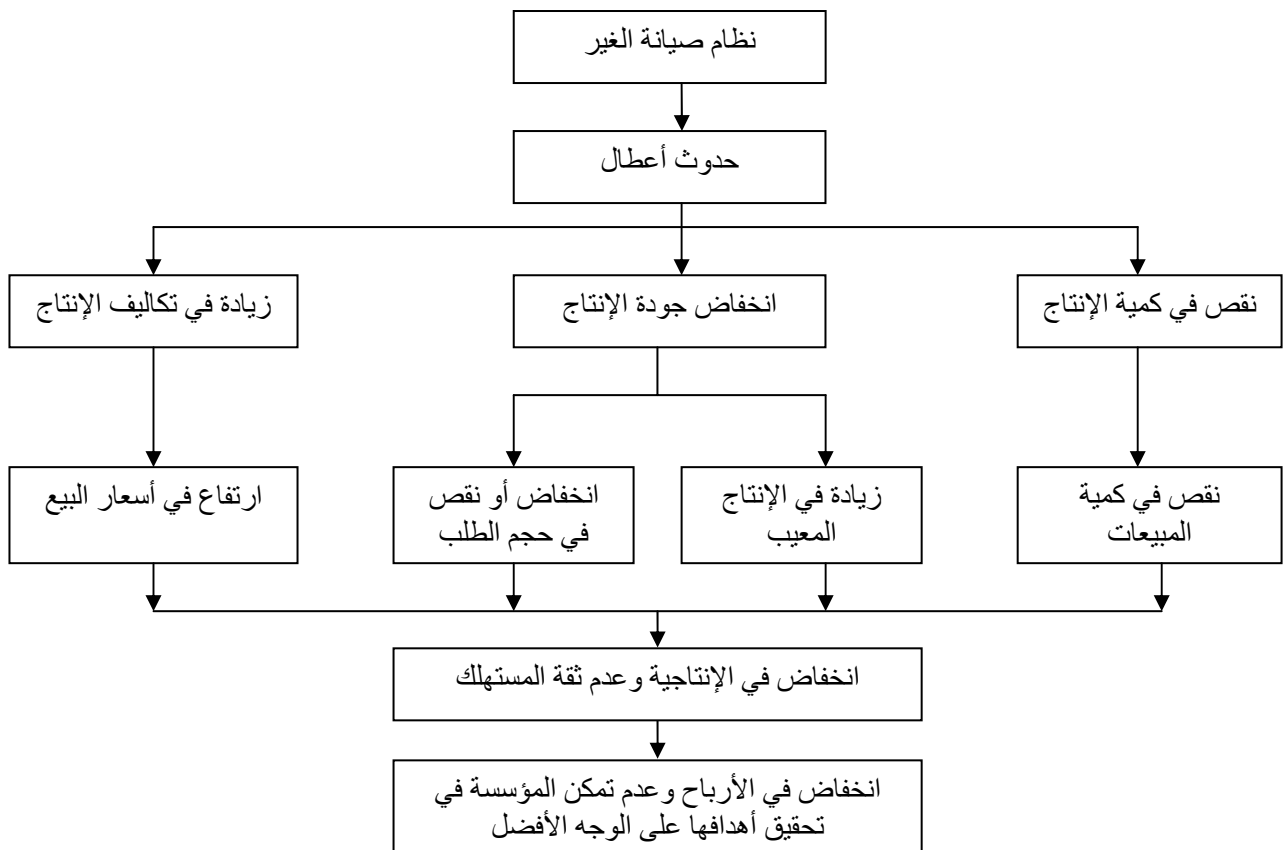 نظام صيانة الغير
حدوث أعطال
نقص في كمية الإنتاج
انخفاض جودة الإنتاج
زيادة في تكاليف الإنتاج
نقص في كمية
المبيعات
زيادة في الإنتاج
المعيب
انخفاض أو نقص
في حجم الطلب
ارتفاع في أسعار البيع
انخفاض في الإنتاجية وعدم ثقة المستهلك
انخفاض في الأرباح وعدم تمكن المؤسسة في
تحقيق أهدافها على الوجه الأفضل